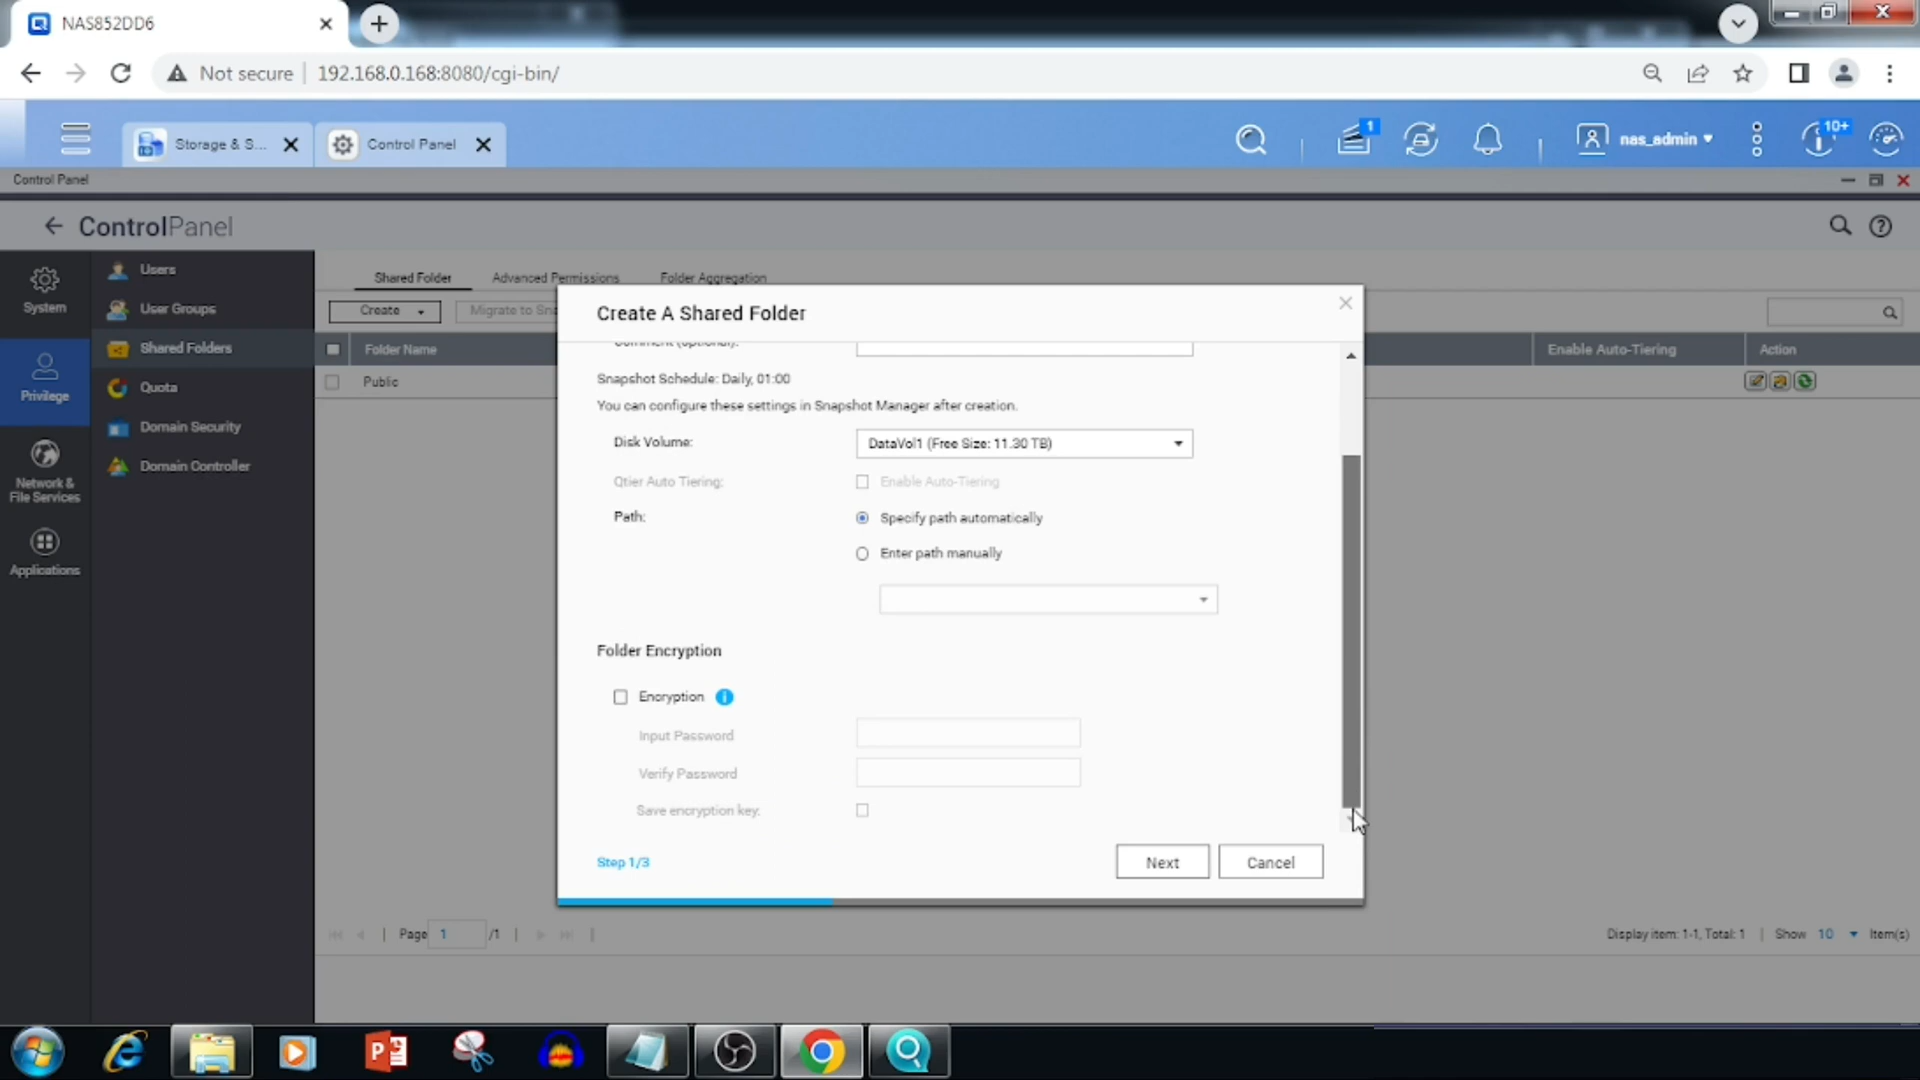 NAS852DD6
Not secure
192.168.0.168:8080/cgi-bin/
Storage & S...
Control Panel
1
nas_admin
10+
Control Panel
ControlPanel
System
Privilege
Network &
File Services
Applications
Users
User Groups
Shared Folders
Quota
Domain Security
Domain Controller
Shared Folder
Advanced Permissions
Folder Aggregation
Create
Migrate to Sna
Folder Name
Enable Auto-Tiering
Action
Public
Create A Shared Folder
Comment (optional):
Snapshot Schedule: Daily, 01:00
You can configure these settings in Snapshot Manager after creation.
Disk Volume:
DataVol1 (Free Size: 11.30 TB)
Qtier Auto Tiering:
Enable Auto-Tiering
Path:
Specify path automatically
Enter path manually
Folder Encryption
Encryption
Input Password
Verify Password
Save encryption key:
Step 1/3
Next
Cancel
Page 1 /1
Display item: 1-1, Total: 1 | Show 10 Item(s)